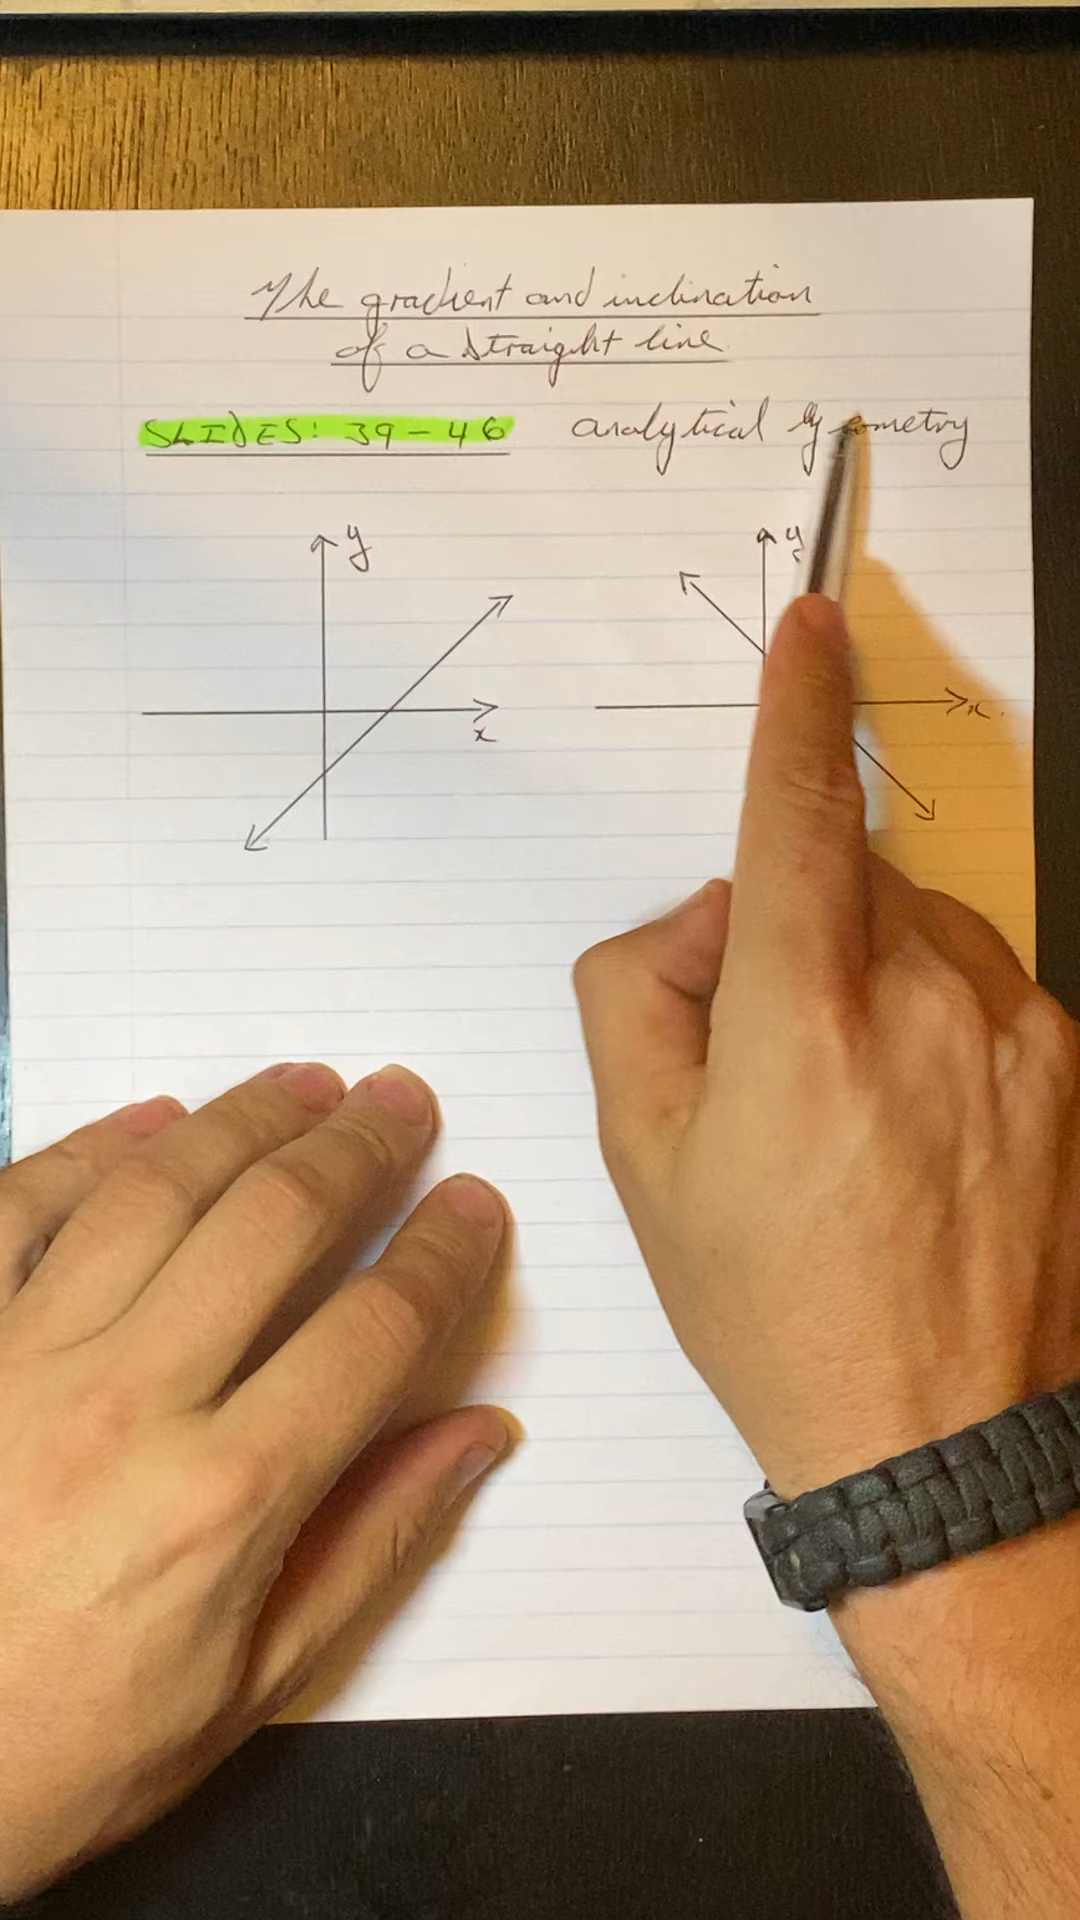 The gradient and inclination
of a straight line
SLIDES: 39-46 analytical geometry
y
x
y
x